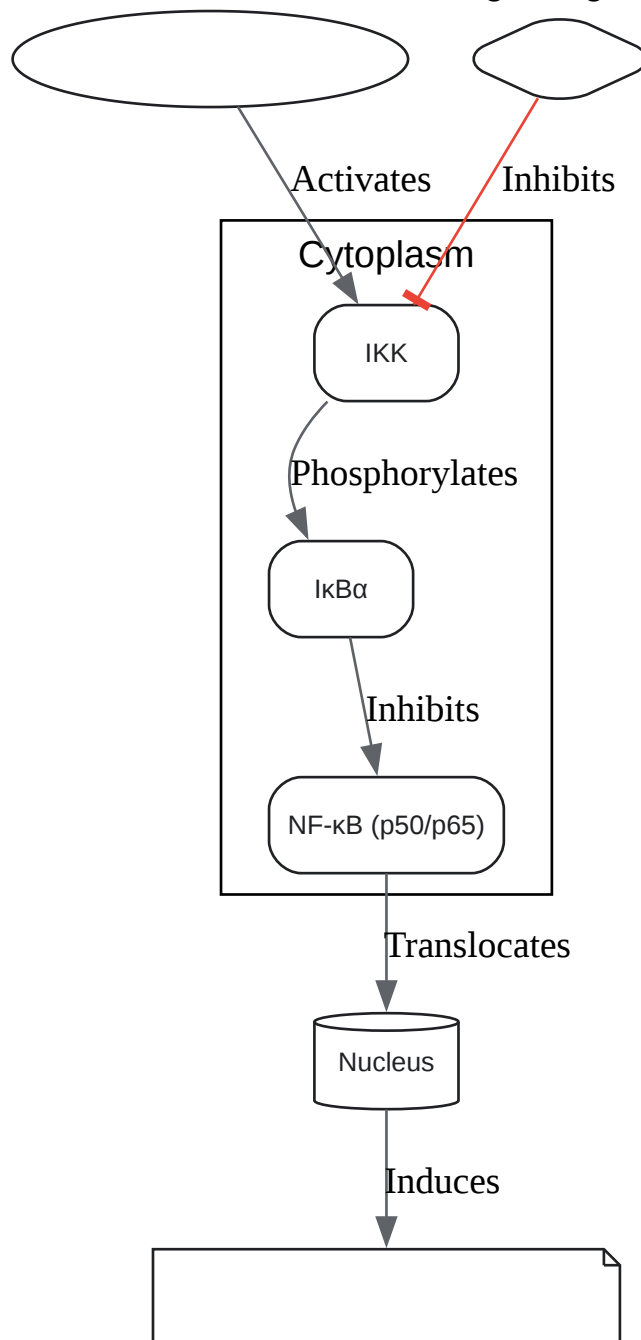 Activates
Inhibits
Cytoplasm
IKK
Phosphorylates
IκBα
Inhibits
NF-κB (p50/p65)
Translocates
Nucleus
Induces